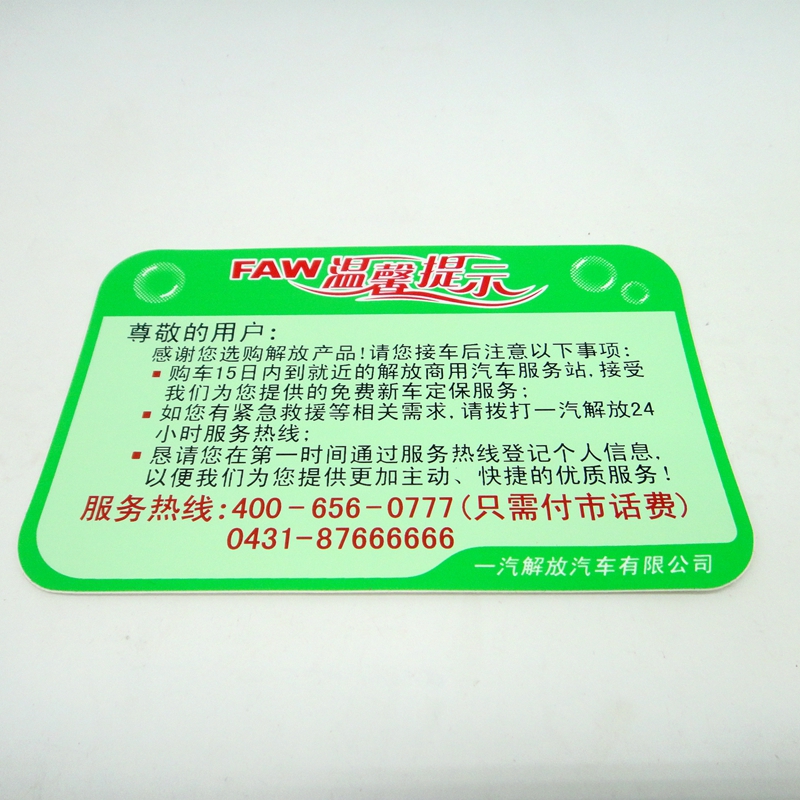 FAW 温馨提示
尊敬的用户:
感谢您选购解放产品!请您接车后注意以下事项:
▪ 购车15日内到就近的解放商用汽车服务站,接受
我们为您提供的免费新车定保服务;
▪ 如您有紧急救援等相关需求,请拨打一汽解放24
小时服务热线;
▪ 恳请您在第一时间通过服务热线登记个人信息,
以便我们为您提供更加主动、快捷的优质服务!
服务热线:400-656-0777(只需付市话费)
0431-87666666
一汽解放汽车有限公司